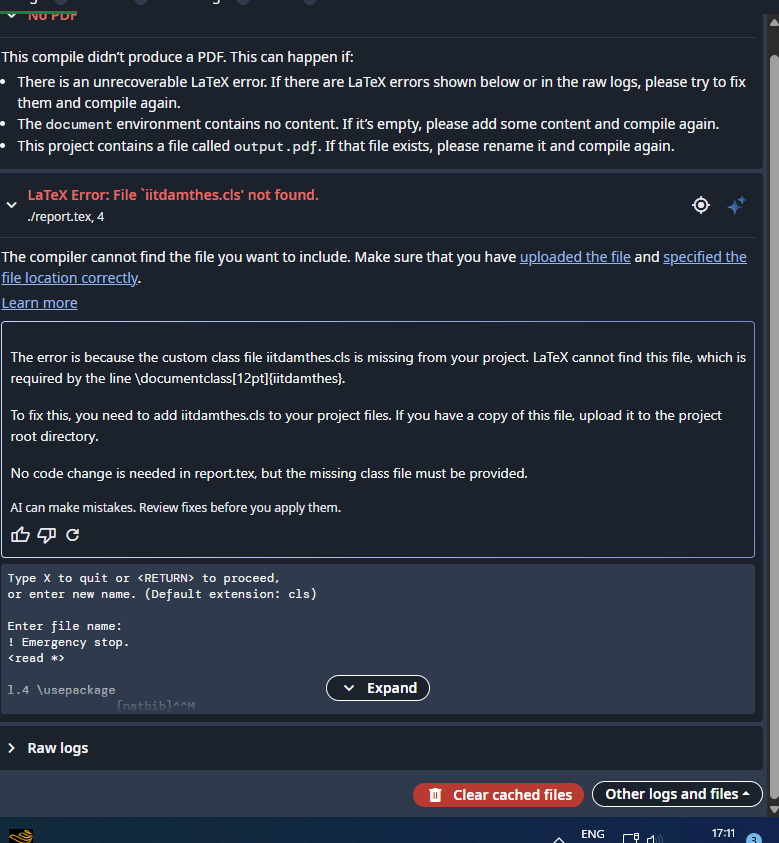 No PDF
This compile didn’t produce a PDF. This can happen if:
• There is an unrecoverable LaTeX error. If there are LaTeX errors shown below or in the raw logs, please try to fix
them and compile again.
• The document environment contains no content. If it’s empty, please add some content and compile again.
• This project contains a file called output.pdf. If that file exists, please rename it and compile again.
LaTeX Error: File `iitdamthes.cls' not found.
./report.tex, 4
The compiler cannot find the file you want to include. Make sure that you have uploaded the file and specified the
file location correctly.
Learn more
The error is because the custom class file iitdamthes.cls is missing from your project. LaTeX cannot find this file, which is
required by the line \documentclass[12pt]{iitdamthes}.
To fix this, you need to add iitdamthes.cls to your project files. If you have a copy of this file, upload it to the project
root directory.
No code change is needed in report.tex, but the missing class file must be provided.
AI can make mistakes. Review fixes before you apply them.
Type X to quit or <RETURN> to proceed,
or enter new name. (Default extension: cls)
Enter file name:
! Emergency stop.
<read *>
l.4 \usepackage
{natbib}^^M
Expand
Raw logs
Clear cached files
Other logs and files
ENG
17:11
3